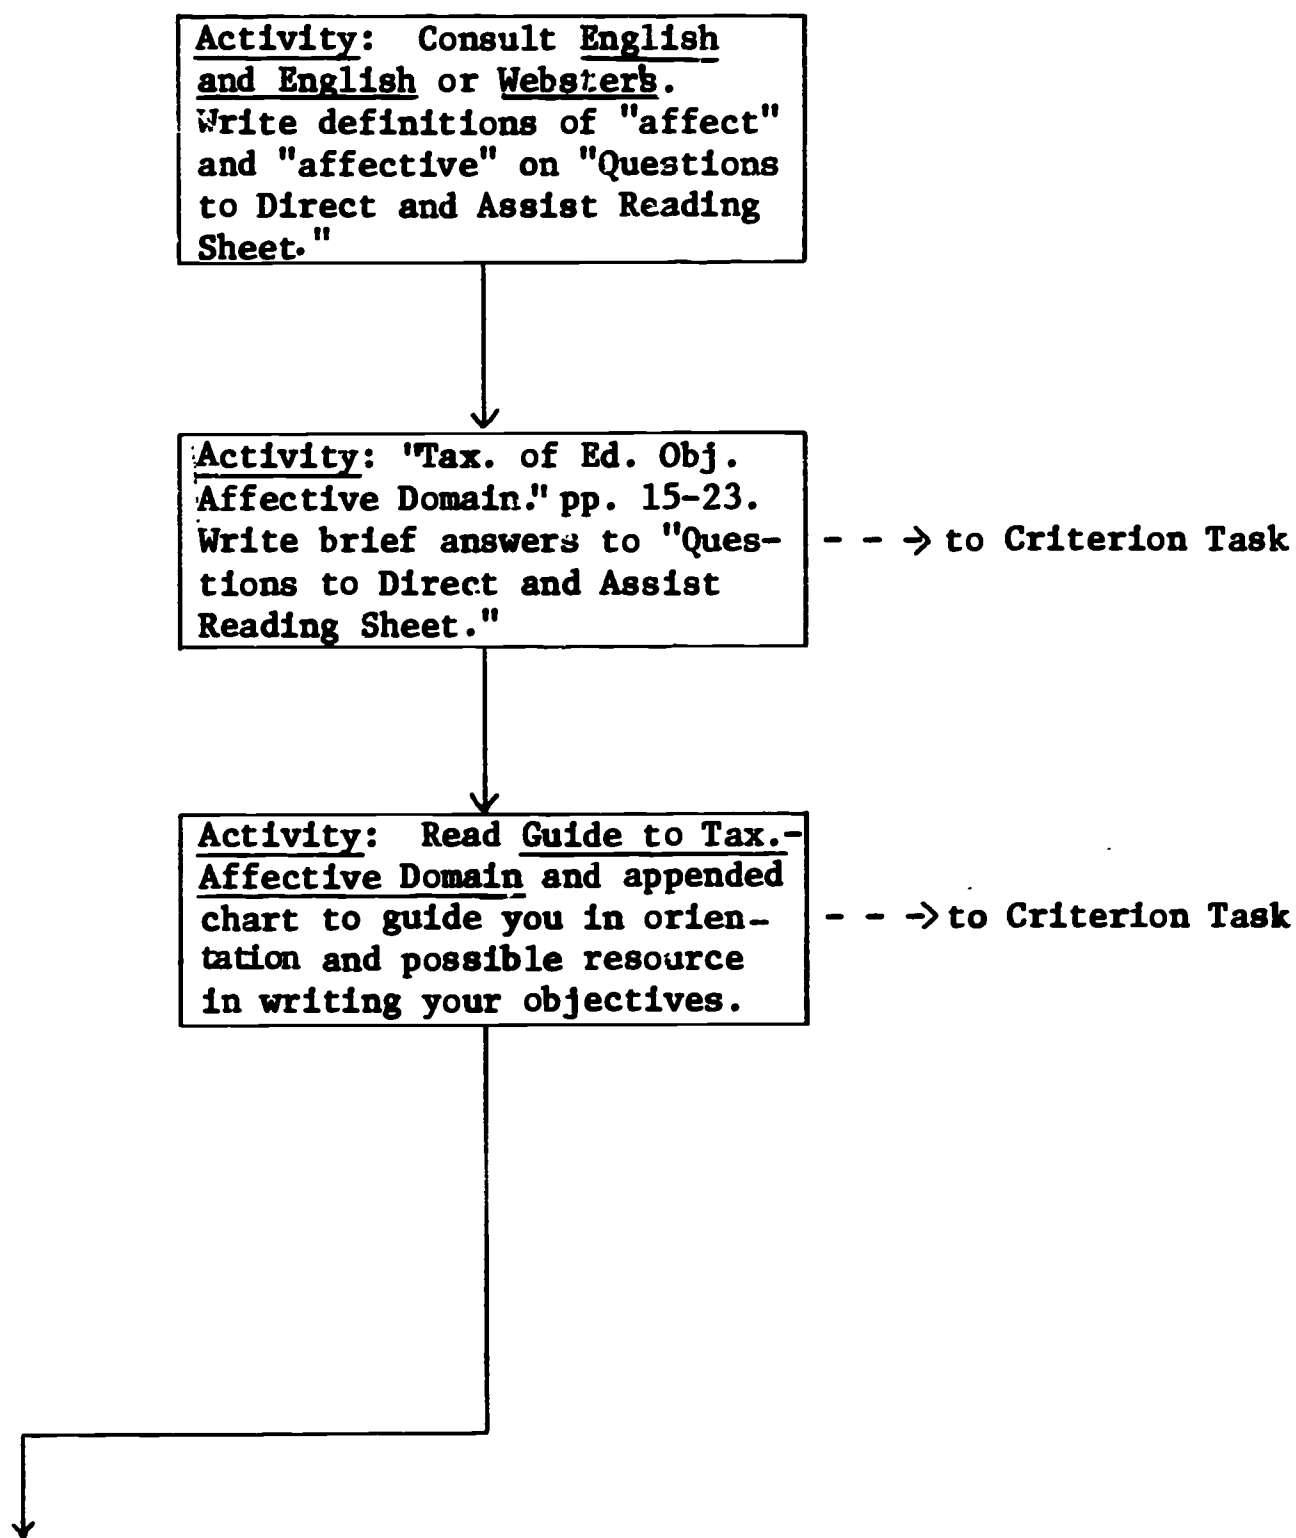 Activity: Consult English
and English or Webster's.
Write definitions of "affect"
and "affective" on "Questions
to Direct and Assist Reading
Sheet."
Activity: "Tax. of Ed. Obj.
Affective Domain." pp. 15-23.
Write brief answers to "Ques-
tions to Direct and Assist
Reading Sheet."
- - -> to Criterion Task
Activity: Read Guide to Tax.-
Affective Domain and appended
chart to guide you in orien-
tation and possible resource
in writing your objectives.
- - -> to Criterion Task